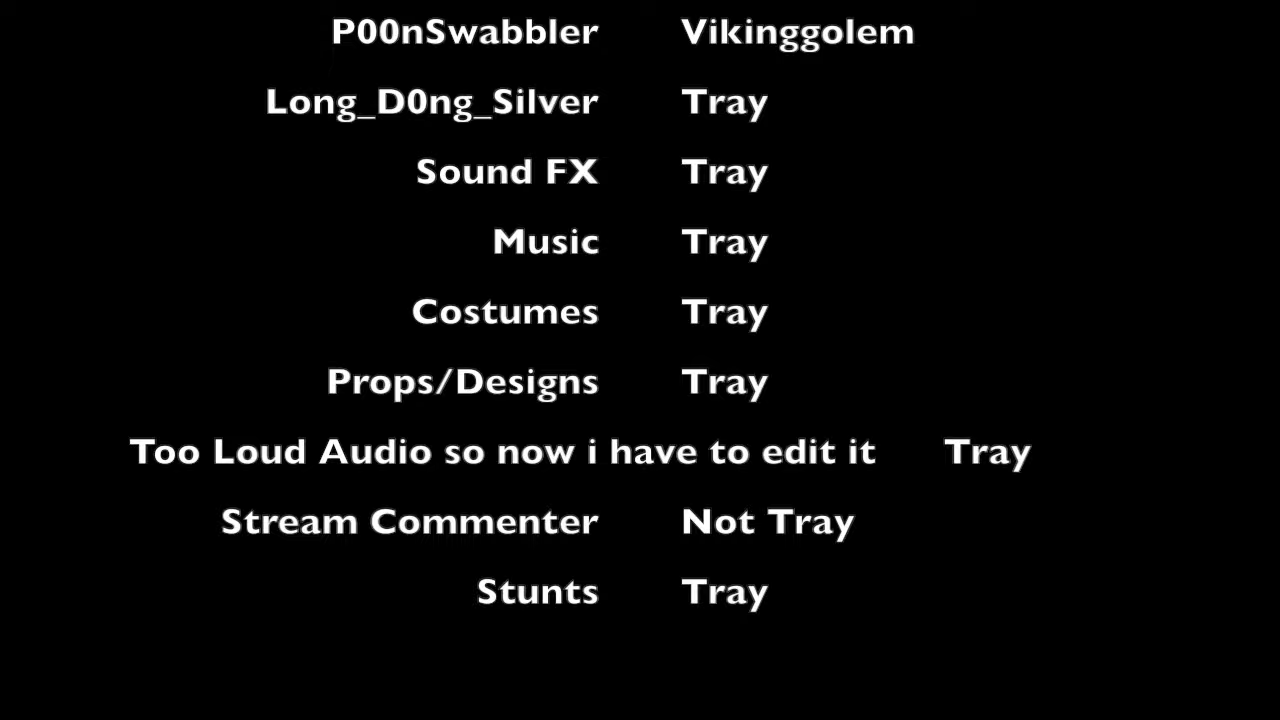 P00nSwabbler Vikinggolem
Long_D0ng_Silver Tray
Sound FX Tray
Music Tray
Costumes Tray
Props/Designs Tray
Too Loud Audio so now i have to edit it Tray
Stream Commenter Not Tray
Stunts Tray